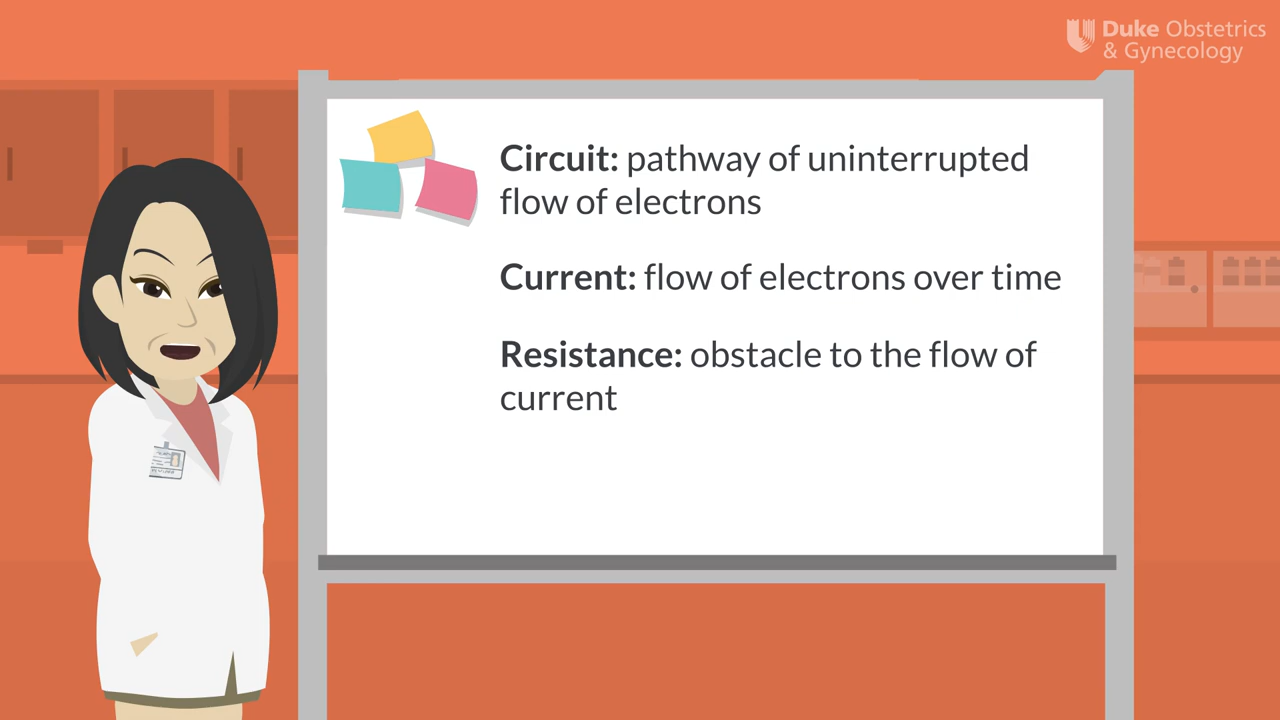 Duke Obstetrics
& Gynecology
Circuit: pathway of uninterrupted
flow of electrons
Current: flow of electrons over time
Resistance: obstacle to the flow of
current